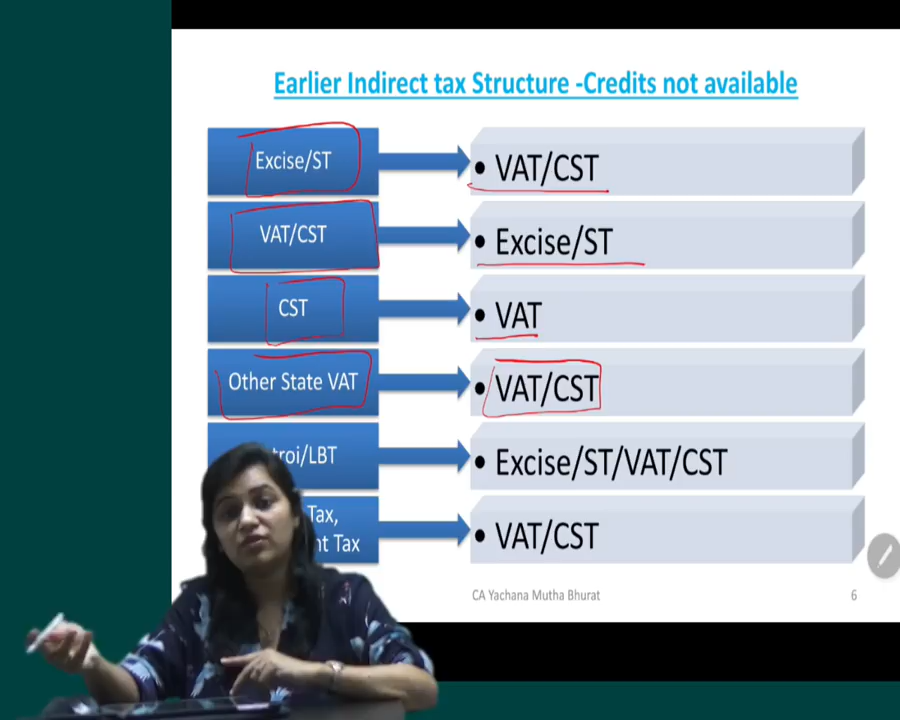 Earlier Indirect tax Structure -Credits not available
Excise/ST
• VAT/CST
VAT/CST
• Excise/ST
CST
• VAT
Other State VAT
• VAT/CST
troi/LBT
• Excise/ST/VAT/CST
Tax,
nt Tax
• VAT/CST
CA Yachana Mutha Bhurat
6